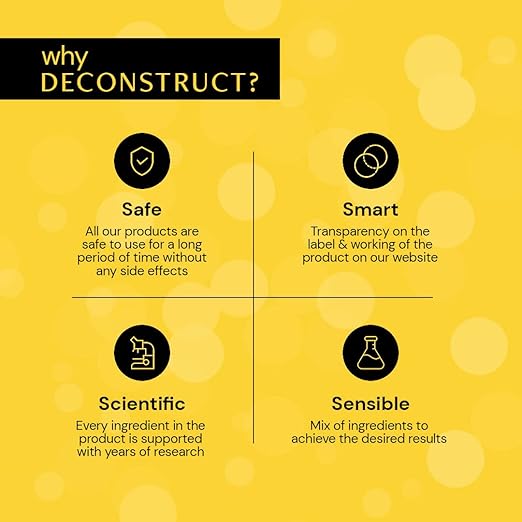 why
DECONSTRUCT?
Safe
All our products are
safe to use for a long
period of time without
any side effects
Smart
Transparency on the
label & working of the
product on our website
Scientific
Every ingredient in the
product is supported
with years of research
Sensible
Mix of ingredients to
achieve the desired results